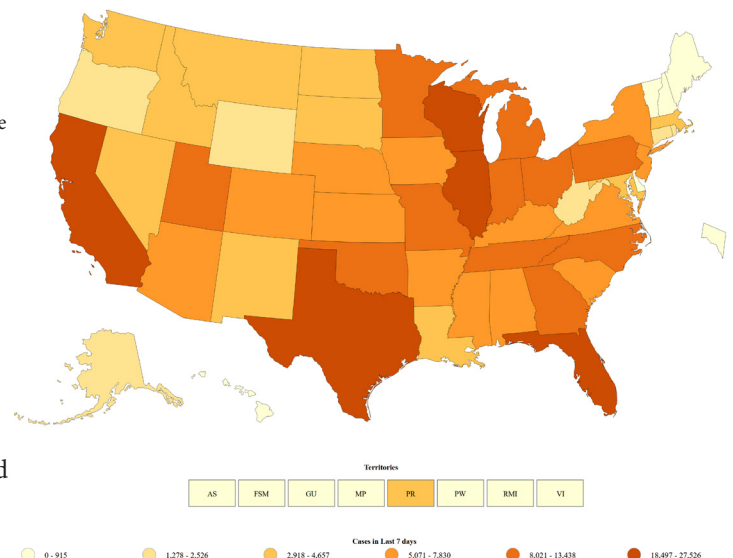 e
d
Territories
AS FSM GU MP PR PW RMI VI
Cases in Last 7 days
0 - 915 1,278 - 2,526 2,918 - 4,657 5,071 - 7,830 8,021 - 13,438 18,497 - 27,526